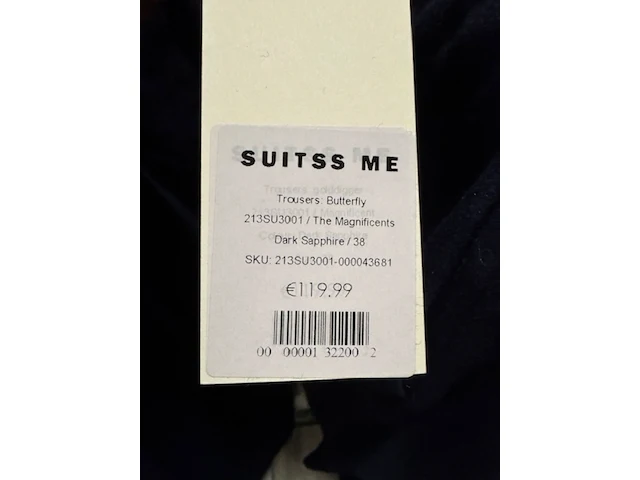 SUITSS ME
Trousers: Butterfly
213SU3001 / The Magnificents
Dark Sapphire / 38
SKU: 213SU3001-000043681
€119.99
00 00001 32200 2